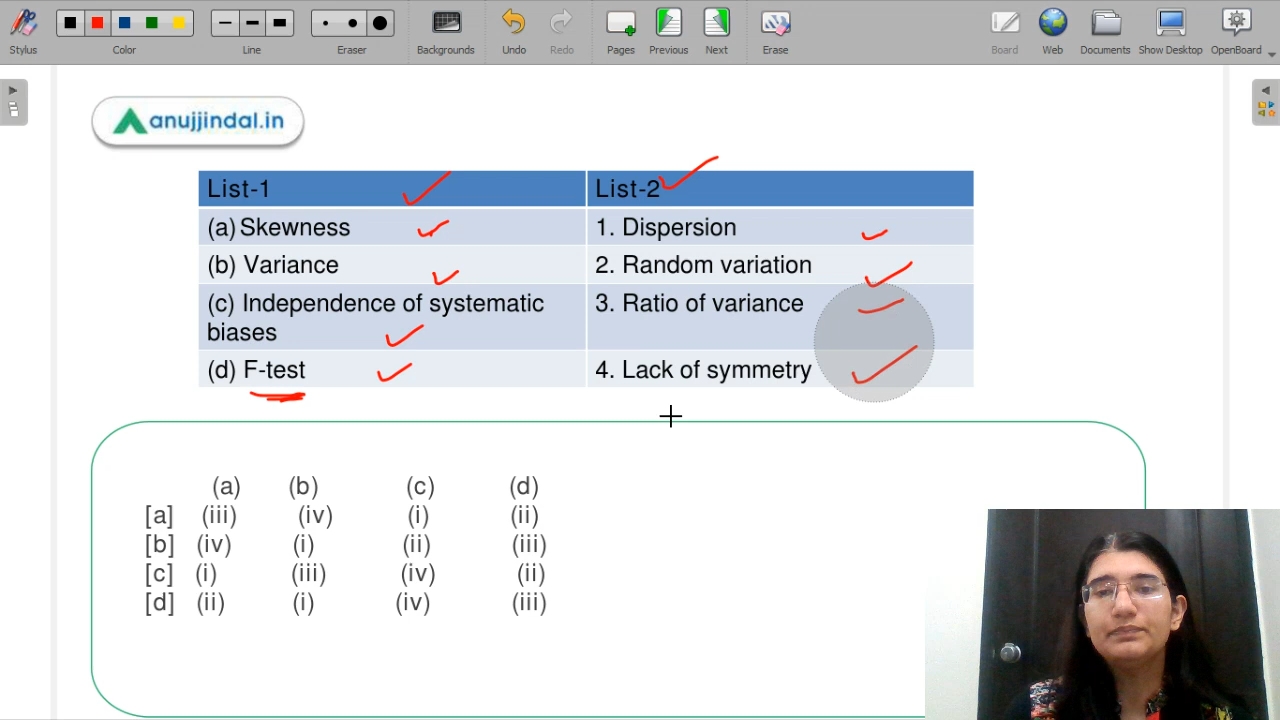 Stylus
Color
Line
Eraser
Backgrounds
Undo
Redo
Pages
Previous
Next
Erase
Board
Web
Documents
Show Desktop
OpenBoard
anujjindal.in
List-1 List-2
(a) Skewness 1. Dispersion
(b) Variance 2. Random variation
(c) Independence of systematic 3. Ratio of variance
biases
(d) F-test 4. Lack of symmetry
(a) (b) (c) (d)
[a] (iii) (iv) (i) (ii)
[b] (iv) (i) (ii) (iii)
[c] (i) (iii) (iv) (ii)
[d] (ii) (i) (iv) (iii)